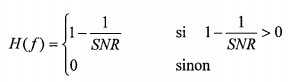 H(f) = { 1 - 1/SNR si 1 - 1/SNR > 0
0 sinon